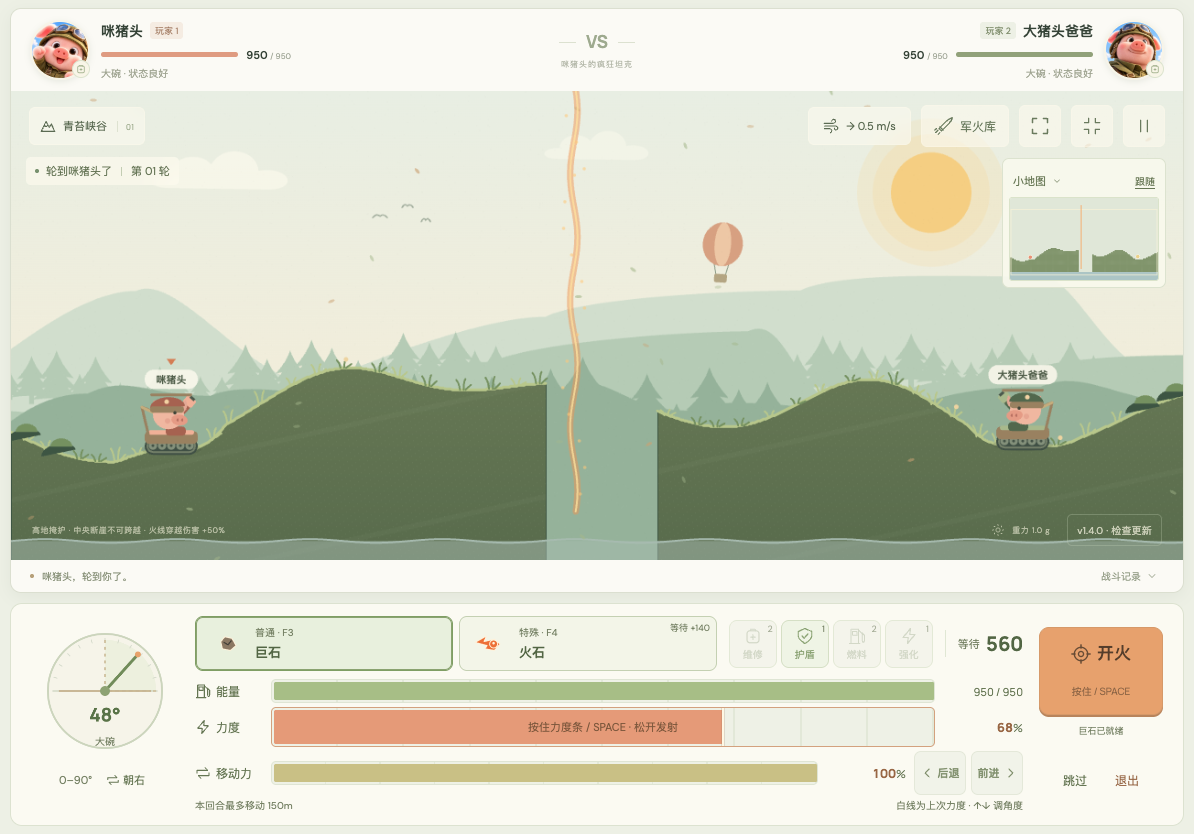 咪猪头 玩家 1
950 / 950
大碗 · 状态良好
VS
咪猪头的疯狂坦克
玩家 2 大猪头爸爸
950 / 950
大碗 · 状态良好
青苔峡谷 01
→ 0.5 m/s
军火库
轮到咪猪头了 第 01 轮
小地图 跟随
咪猪头
大猪头爸爸
高地掩护 · 中央断崖不可跨越 · 火线穿越伤害 +50%
重力 1.0 g
v1.4.0 · 检查更新
咪猪头，轮到你了。
战斗记录
48°
大碗
0–90° 朝右
普通 · F3
巨石
特殊 · F4
火石
等待 +140
2 维修
1 护盾
2 燃料
1 强化
等待 560
开火
按住 / SPACE
巨石已就绪
能量 950 / 950
力度 按住力度条 / SPACE · 松开发射 68%
移动力 100% 后退 前进
本回合最多移动 150m
白线为上次力度 · ↑↓ 调角度
跳过 退出